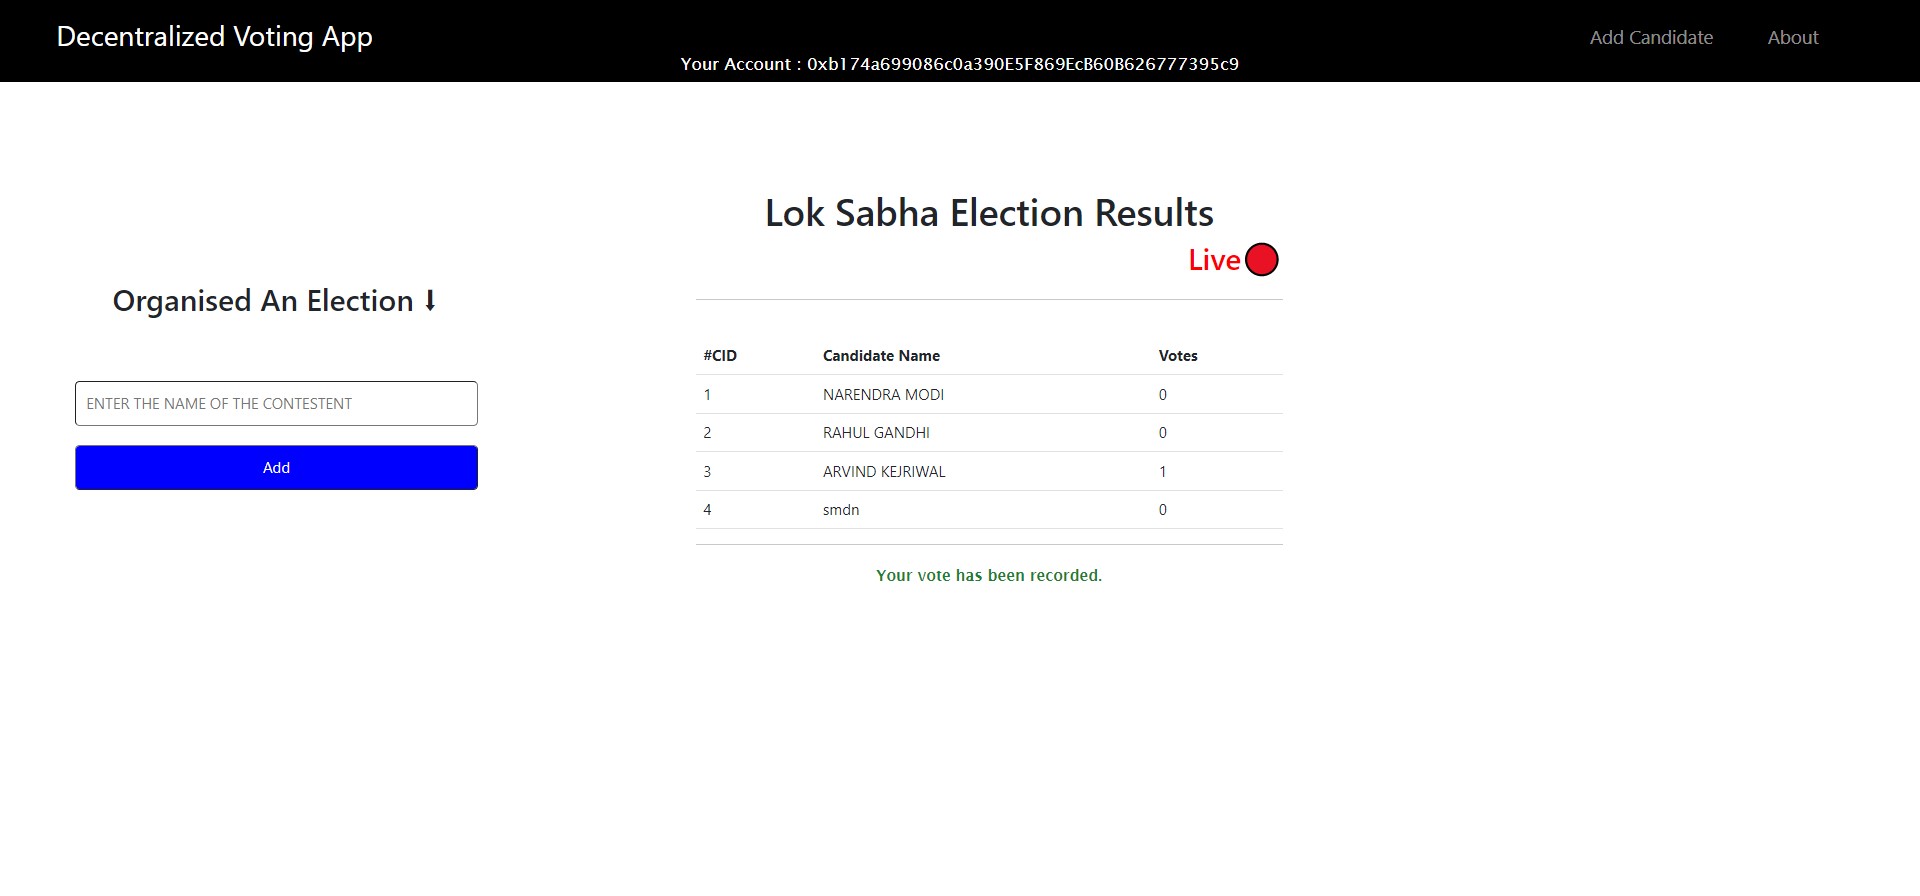 Decentralized Voting App
Add Candidate About
Your Account : 0xb174a699086c0a390E5F869EcB60B626777395c9
Lok Sabha Election Results
Live
Organised An Election ⬇
ENTER THE NAME OF THE CONTESTENT
Add
#CID Candidate Name Votes
1 NARENDRA MODI 0
2 RAHUL GANDHI 0
3 ARVIND KEJRIWAL 1
4 smdn 0
Your vote has been recorded.